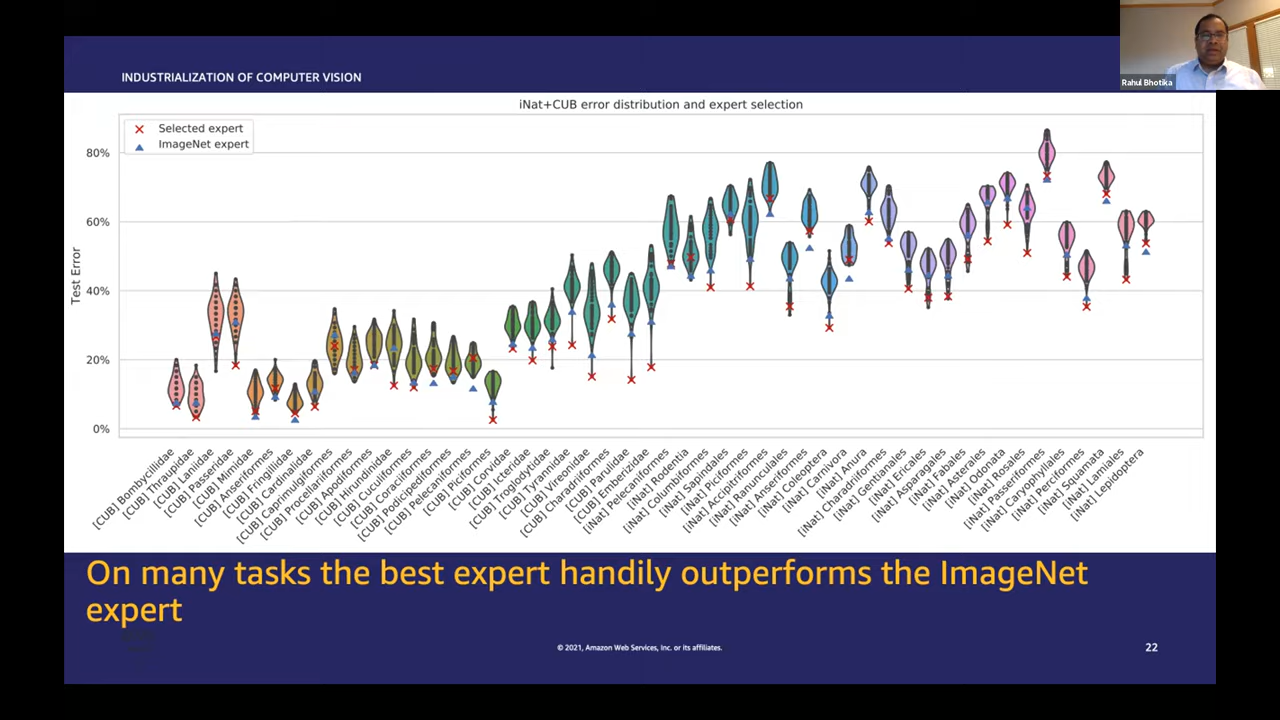 INDUSTRIALIZATION OF COMPUTER VISION
Rahul Bhotika
iNat+CUB error distribution and expert selection
Selected expert
ImageNet expert
80%
60%
40%
20%
0%
Test Error
[CUB] Bombycillidae
[CUB] Thraupidae
[CUB] Laniidae
[CUB] Passeridae
[CUB] Mimidae
[CUB] Anseriformes
[CUB] Fringillidae
[CUB] Cardinalidae
[CUB] Caprimulgiformes
[CUB] Procellariiformes
[CUB] Apodiformes
[CUB] Hirundinidae
[CUB] Cuculiformes
[CUB] Coraciiformes
[CUB] Podicipediformes
[CUB] Pelecaniformes
[CUB] Piciformes
[CUB] Corvidae
[CUB] Icteridae
[CUB] Troglodytidae
[CUB] Tyrannidae
[CUB] Vireonidae
[CUB] Charadriiformes
[CUB] Parulidae
[CUB] Emberizidae
[iNat] Pelecaniformes
[iNat] Rodentia
[iNat] Columbiformes
[iNat] Sapindales
[iNat] Piciformes
[iNat] Accipitriformes
[iNat] Ranunculales
[iNat] Anseriformes
[iNat] Coleoptera
[iNat] Carnivora
[iNat] Anura
[iNat] Charadriiformes
[iNat] Gentianales
[iNat] Ericales
[iNat] Asparagales
[iNat] Fabales
[iNat] Asterales
[iNat] Odonata
[iNat] Rosales
[iNat] Passeriformes
[iNat] Caryophyllales
[iNat] Perciformes
[iNat] Squamata
[iNat] Lamiales
[iNat] Lepidoptera
On many tasks the best expert handily outperforms the ImageNet
expert
© 2021, Amazon Web Services, Inc. or its affiliates.
22